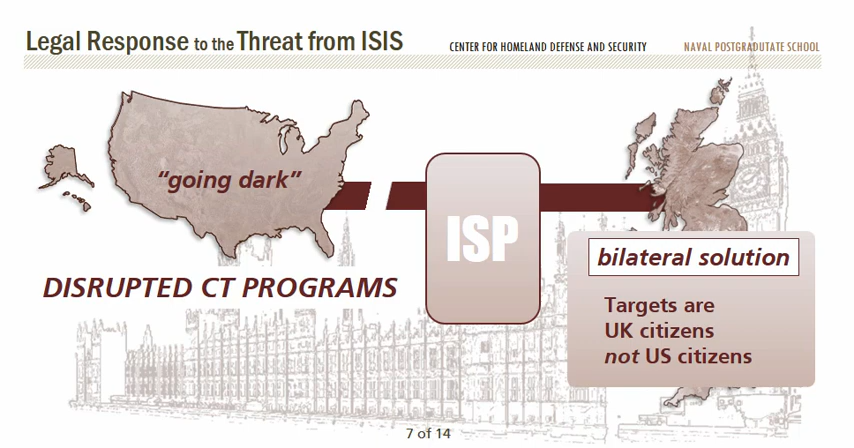 Legal Response to the Threat from ISIS
CENTER FOR HOMELAND DEFENSE AND SECURITY
NAVAL POSTGRADUTATE SCHOOL
“going dark”
ISP
bilateral solution
DISRUPTED CT PROGRAMS
Targets are
UK citizens
not US citizens
7 of 14